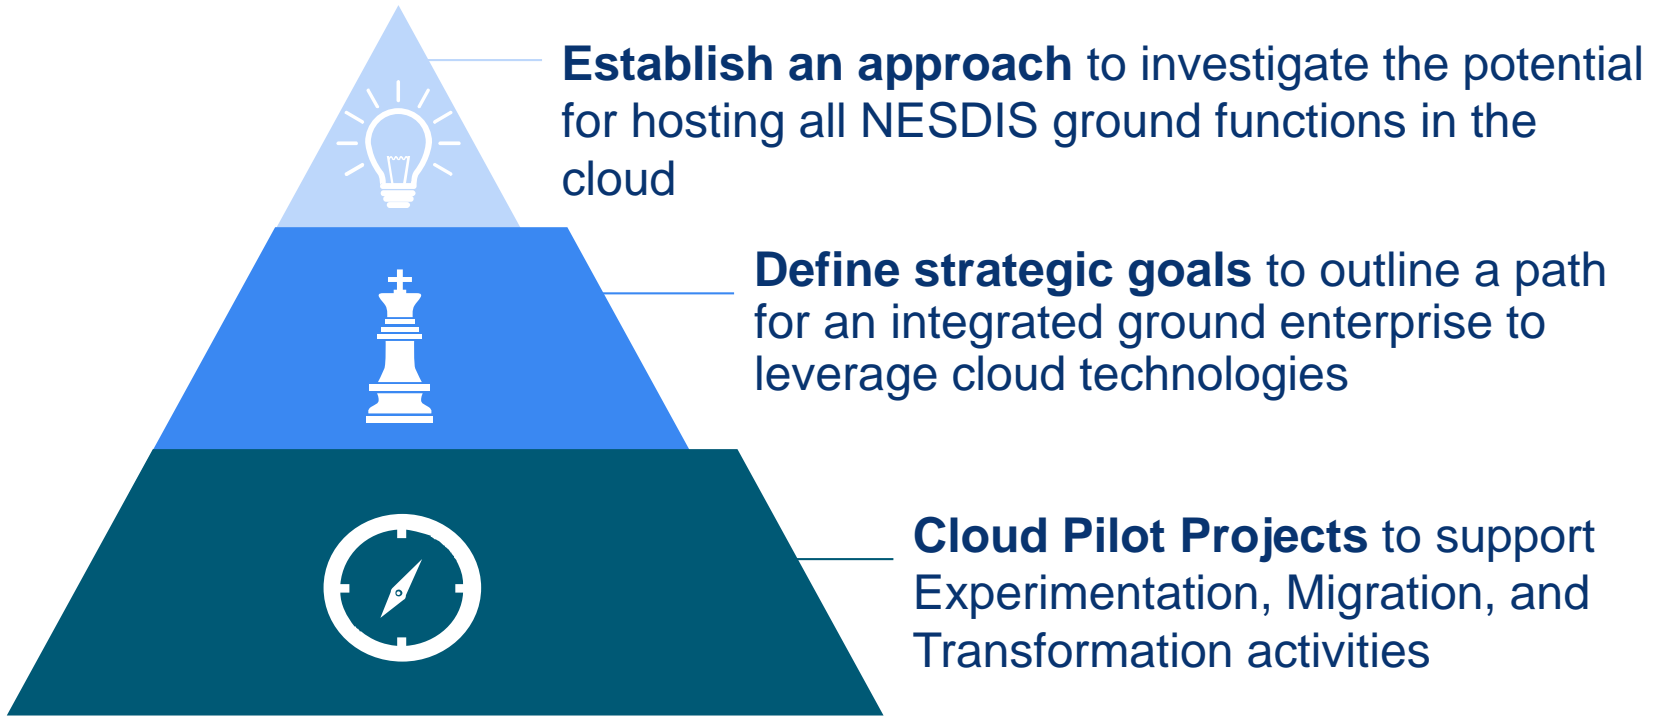 Establish an approach to investigate the potential
for hosting all NESDIS ground functions in the
cloud
Define strategic goals to outline a path
for an integrated ground enterprise to
leverage cloud technologies
Cloud Pilot Projects to support
Experimentation, Migration, and
Transformation activities